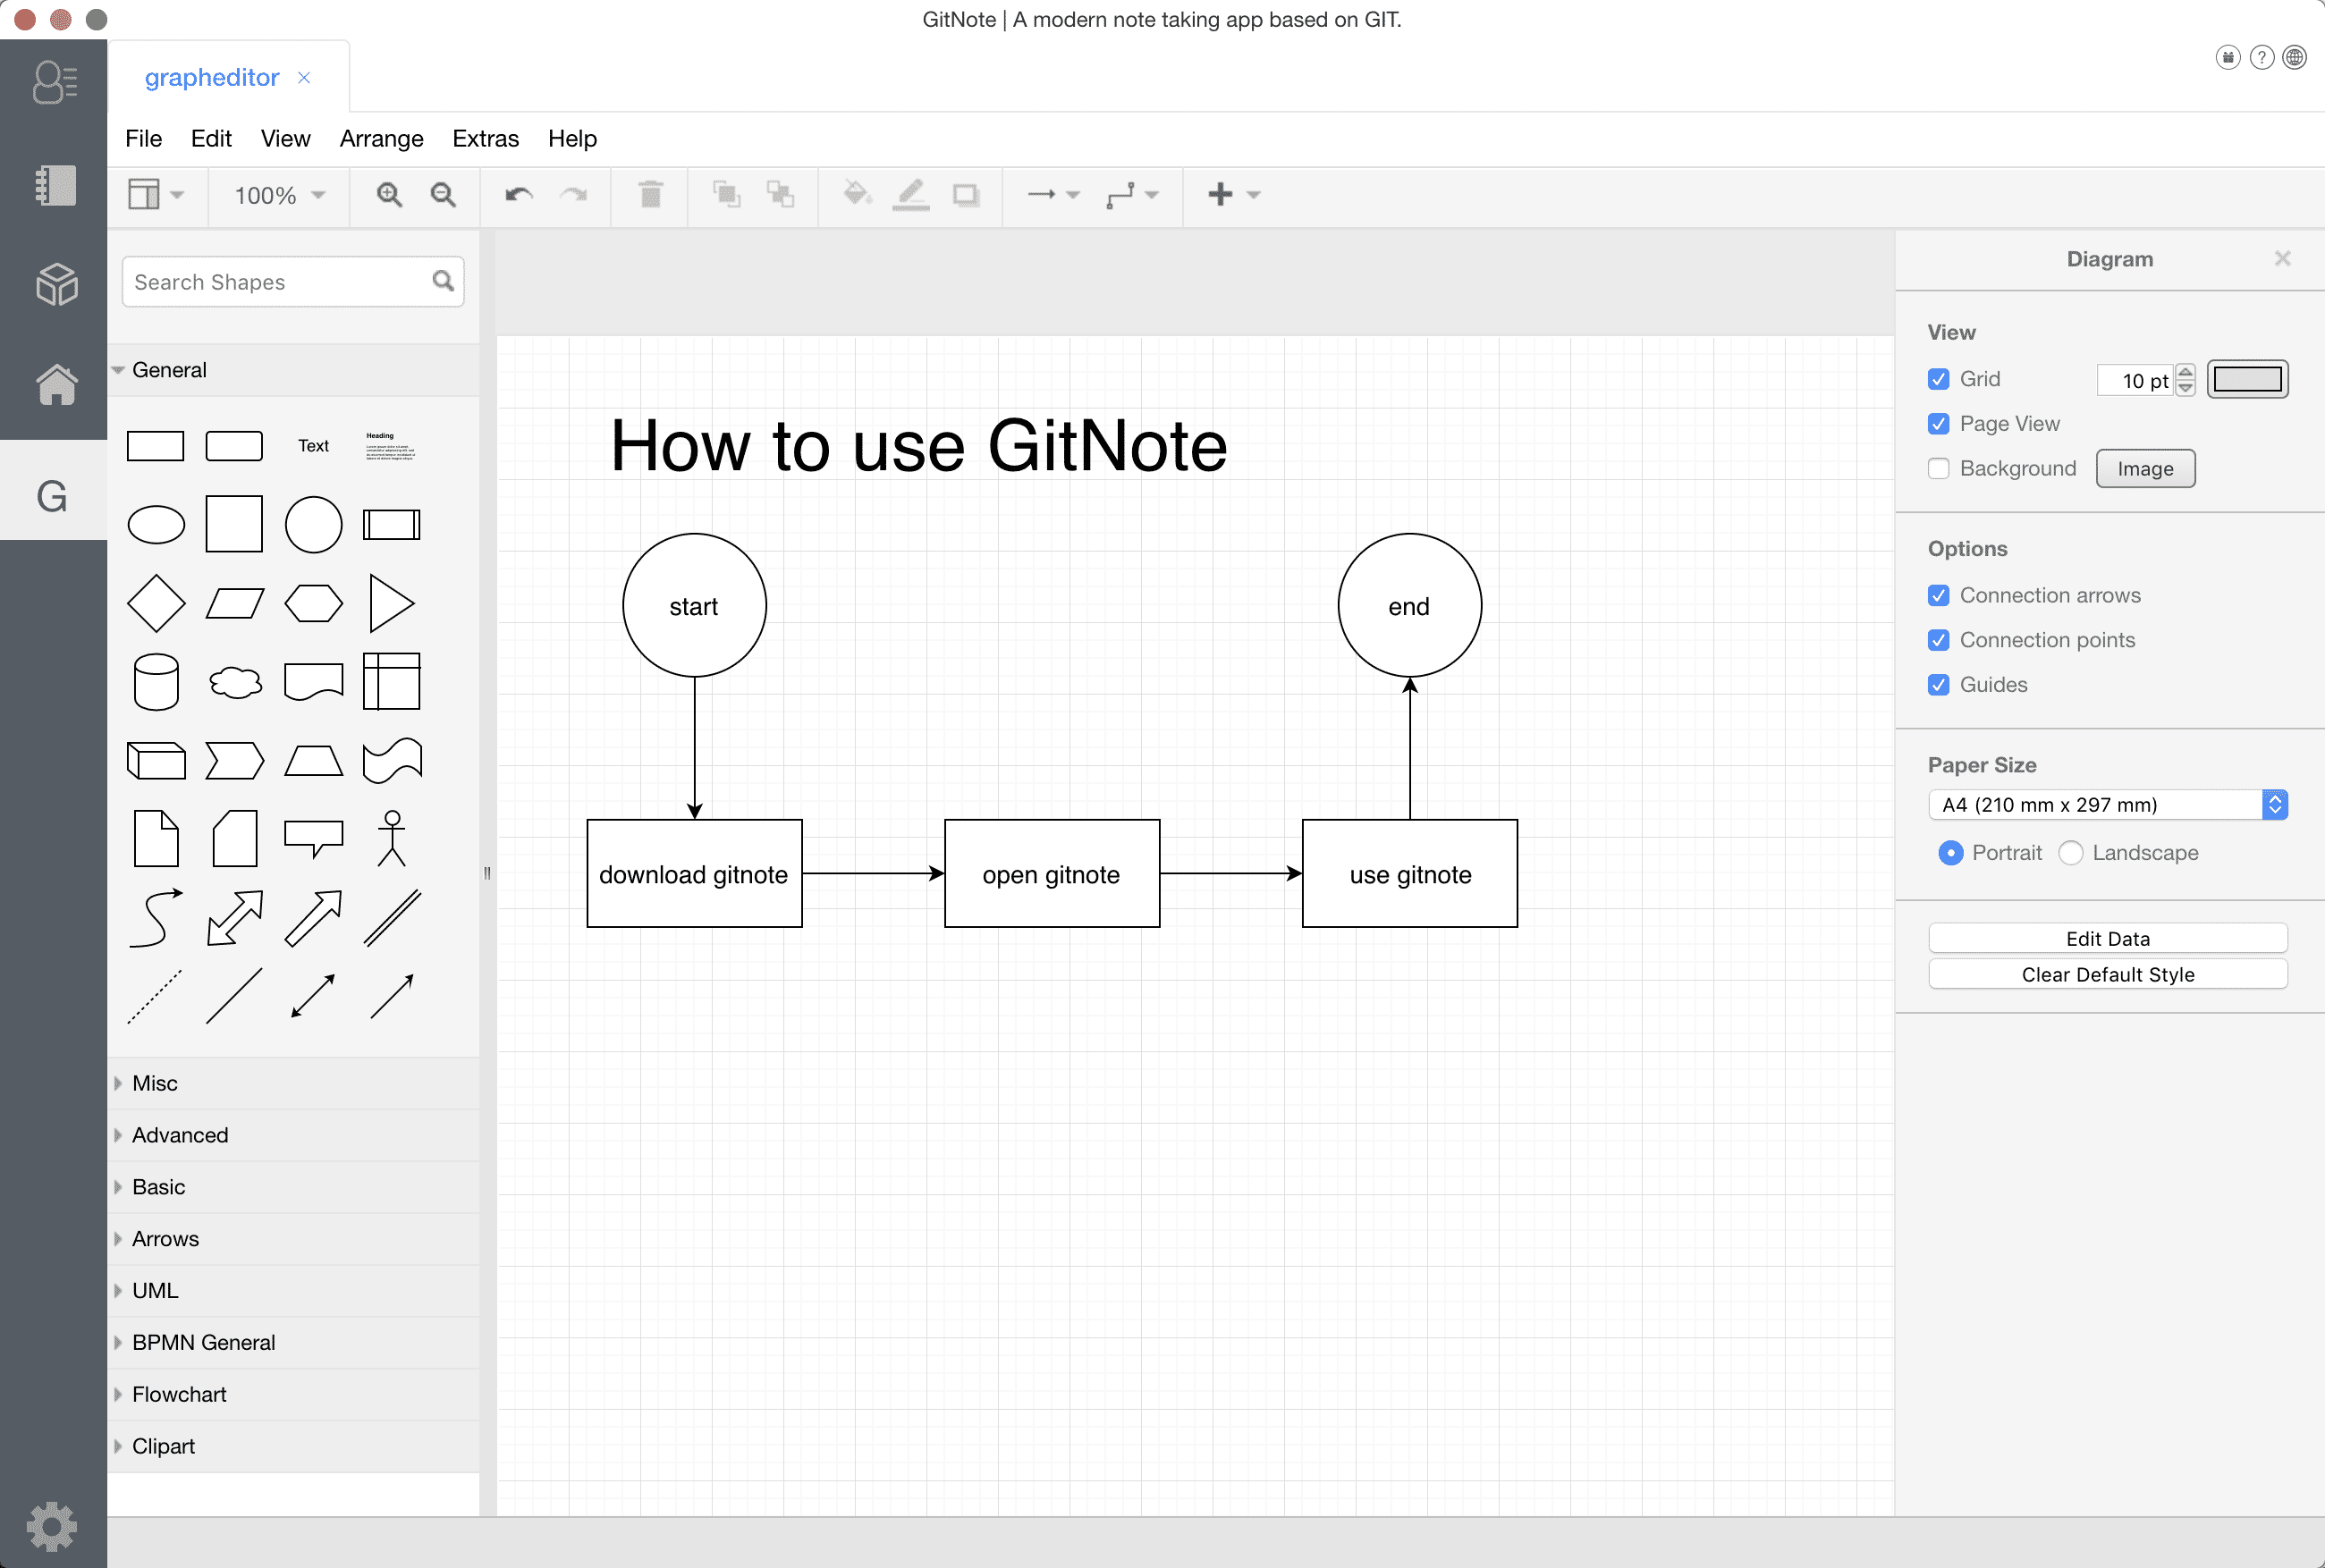 GitNote | A modern note taking app based on GIT.
grapheditor
File Edit View Arrange Extras Help
100%
Search Shapes
General
Text
Heading
G
Misc
Advanced
Basic
Arrows
UML
BPMN General
Flowchart
Clipart
How to use GitNote
start
end
download gitnote
open gitnote
use gitnote
Diagram
View
Grid 10 pt
Page View
Background Image
Options
Connection arrows
Connection points
Guides
Paper Size
A4 (210 mm x 297 mm)
Portrait Landscape
Edit Data
Clear Default Style